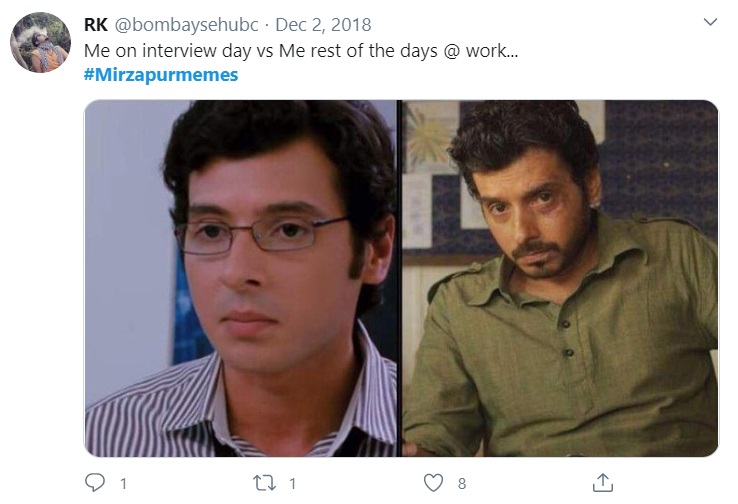 RK @bombaysehubc · Dec 2, 2018
Me on interview day vs Me rest of the days @ work...
#Mirzapurmemes
1 1 8